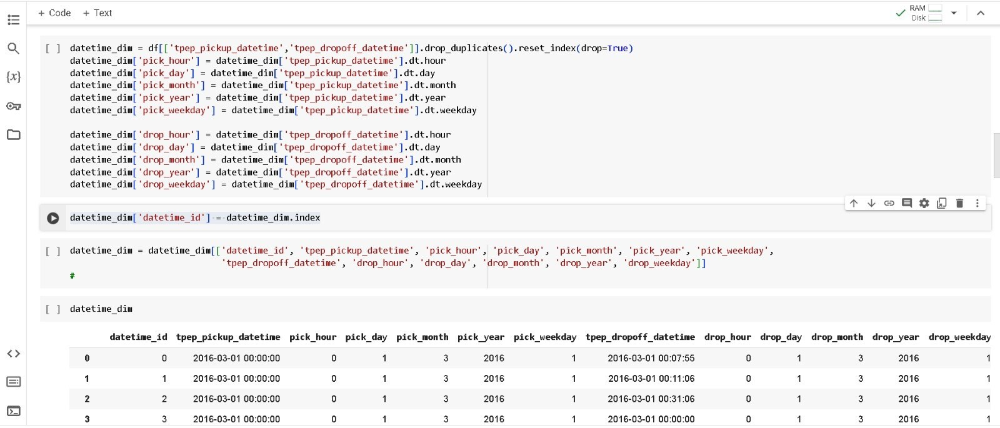 + Code + Text
RAM
Disk
[ ] datetime_dim = df[['tpep_pickup_datetime','tpep_dropoff_datetime']].drop_duplicates().reset_index(drop=True)
datetime_dim['pick_hour'] = datetime_dim['tpep_pickup_datetime'].dt.hour
datetime_dim['pick_day'] = datetime_dim['tpep_pickup_datetime'].dt.day
datetime_dim['pick_month'] = datetime_dim['tpep_pickup_datetime'].dt.month
datetime_dim['pick_year'] = datetime_dim['tpep_pickup_datetime'].dt.year
datetime_dim['pick_weekday'] = datetime_dim['tpep_pickup_datetime'].dt.weekday
datetime_dim['drop_hour'] = datetime_dim['tpep_dropoff_datetime'].dt.hour
datetime_dim['drop_day'] = datetime_dim['tpep_dropoff_datetime'].dt.day
datetime_dim['drop_month'] = datetime_dim['tpep_dropoff_datetime'].dt.month
datetime_dim['drop_year'] = datetime_dim['tpep_dropoff_datetime'].dt.year
datetime_dim['drop_weekday'] = datetime_dim['tpep_dropoff_datetime'].dt.weekday
datetime_dim['datetime_id'] = datetime_dim.index
[ ] datetime_dim = datetime_dim[['datetime_id', 'tpep_pickup_datetime', 'pick_hour', 'pick_day', 'pick_month', 'pick_year', 'pick_weekday',
'tpep_dropoff_datetime', 'drop_hour', 'drop_day', 'drop_month', 'drop_year', 'drop_weekday']]
#
[ ] datetime_dim
datetime_id tpep_pickup_datetime pick_hour pick_day pick_month pick_year pick_weekday tpep_dropoff_datetime drop_hour drop_day drop_month drop_year drop_weekday
0 0 2016-03-01 00:00:00 0 1 3 2016 1 2016-03-01 00:07:55 0 1 3 2016 1
1 1 2016-03-01 00:00:00 0 1 3 2016 1 2016-03-01 00:11:06 0 1 3 2016 1
2 2 2016-03-01 00:00:00 0 1 3 2016 1 2016-03-01 00:31:06 0 1 3 2016 1
3 3 2016-03-01 00:00:00 0 1 3 2016 1 2016-03-01 00:00:00 0 1 3 2016 1